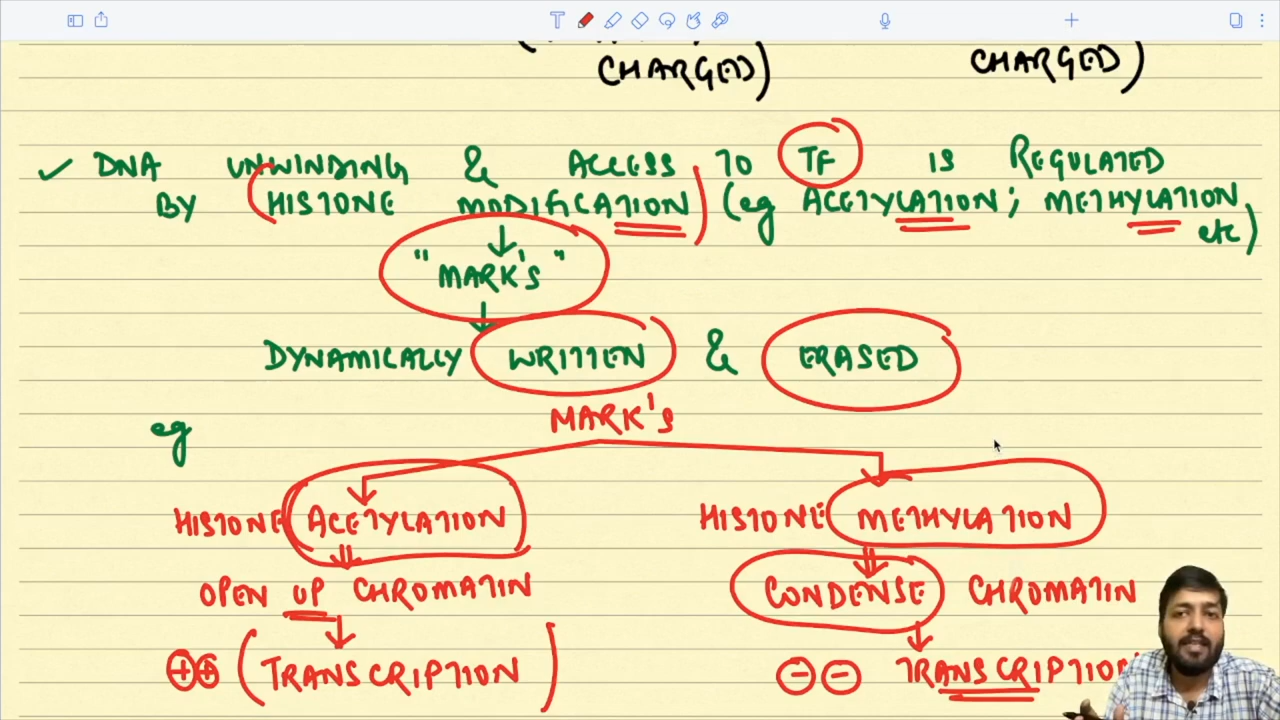 CHARGED)
CHARGED)
✓ DNA UNWINDING & ACCESS TO TF IS REGULATED
BY HISTONE MODIFICATION (eg ACETYLATION; METHYLATION
etc)
"MARK'S"
DYNAMICALLY WRITTEN & ERASED
MARK'S
eg
HISTONE ACETYLATION
HISTONE METHYLATION
OPEN UP CHROMATIN
CONDENSE CHROMATIN
++ (TRANSCRIPTION)
-- TRANSCRIPTION